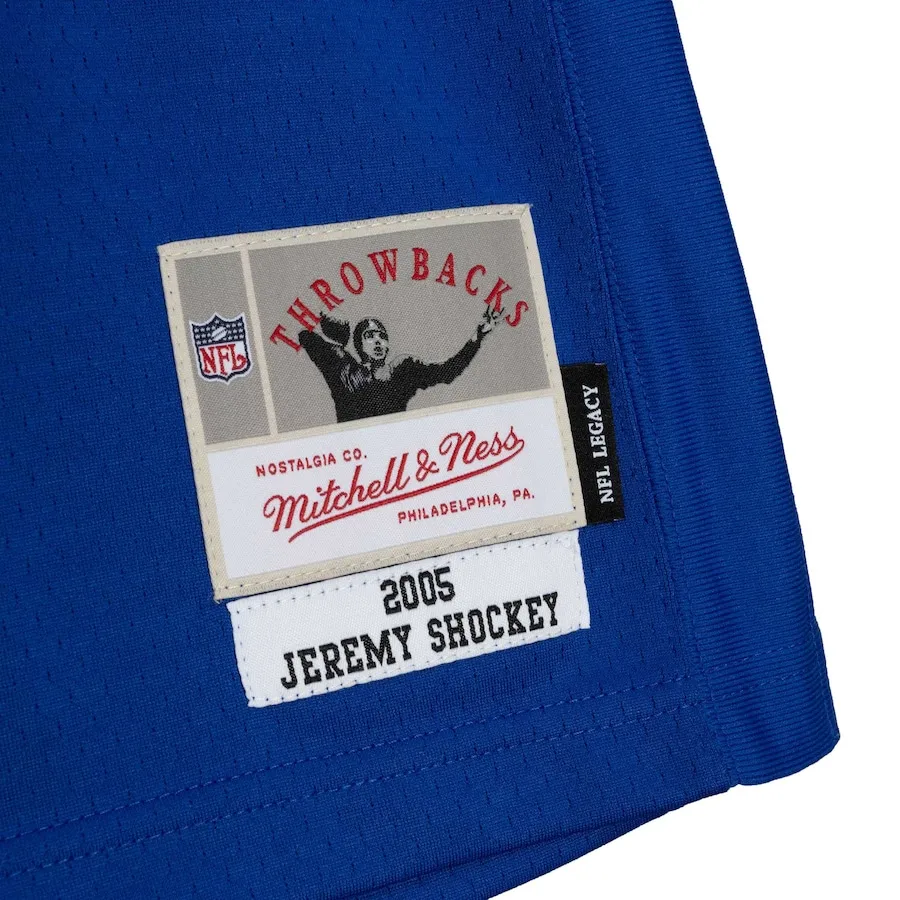 THROWBACKS
NFL
NOSTALGIA CO.
Mitchell & Ness
PHILADELPHIA, PA.
NFL LEGACY
2005
JEREMY SHOCKEY